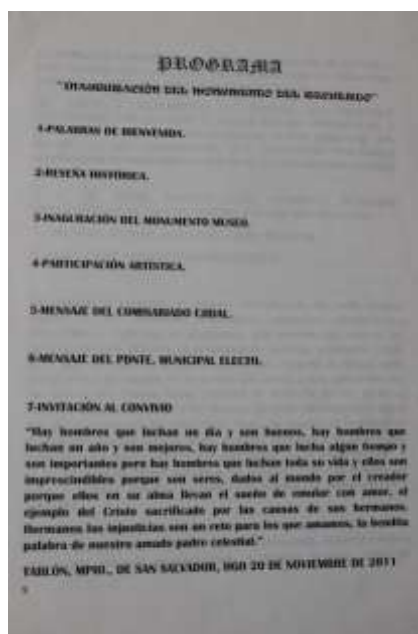 PROGRAMA
"INAUGURACIÓN DEL MONUMENTO DEL RECUERDO"
1-PALABRAS DE BIENVENIDA.
2-RESEÑA HISTÓRICA.
3-INAGURACIÓN DEL MONUMENTO MUSEO.
4-PARTICIPACIÓN ARTISTICA.
5-MENSAJE DEL COMISARIADO EJIDAL.
6-MENSAJE DEL PDNTE. MUNICIPAL ELECTO.
7-INVITACIÓN AL CONVIVIO
"Hay hombres que luchan un dia y son buenos, hay hombres que
luchan un año y son mejores, hay hombres que lucha algun tiempo y
son importantes pero hay hombres que luchan toda su vida y ellos son
imprescindibles porque son seres, dados al mundo por el creador
porque ellos en su alma llevan el sueño de emular con amor, el
ejemplo del Cristo sacrificado por las causas de sus hermanos.
Hermanos las injusticias son un reto para los que amamos, la bendita
palabra de nuestro amado padre celestial."
TABLÓN, MPIO., DE SAN SALVADOR, HGO 20 DE NOVIEMBRE DE 2011